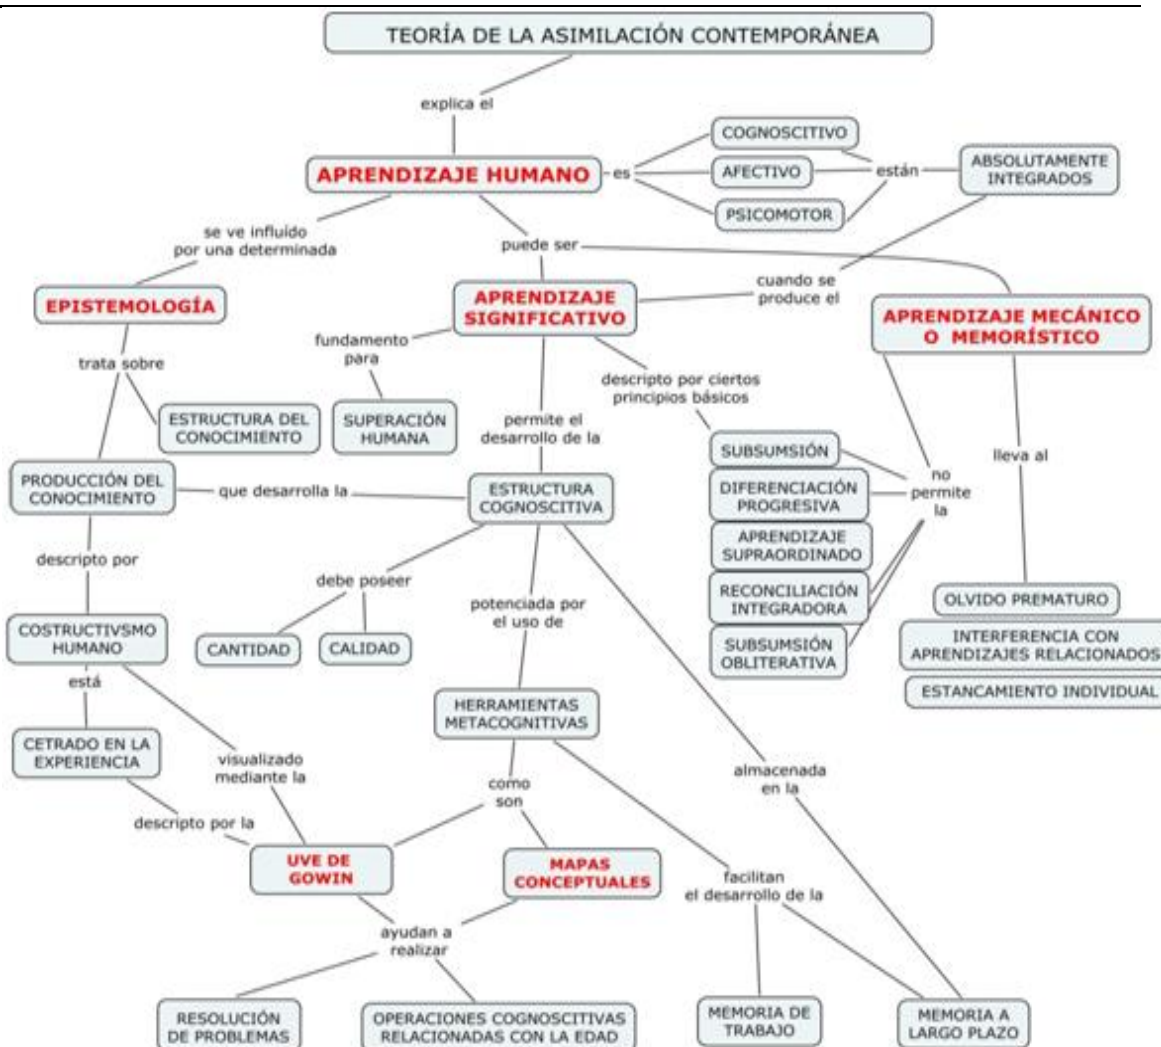 TEORÍA DE LA ASIMILACIÓN CONTEMPORÁNEA
explica el
APRENDIZAJE HUMANO
es
COGNOSCITIVO
AFECTIVO
PSICOMOTOR
están
ABSOLUTAMENTE
INTEGRADOS
se ve influído
por una determinada
puede ser
cuando se
produce el
EPISTEMOLOGÍA
APRENDIZAJE
SIGNIFICATIVO
APRENDIZAJE MECÁNICO
O MEMORÍSTICO
trata sobre
fundamento
para
descripto por ciertos
principios básicos
ESTRUCTURA DEL
CONOCIMIENTO
SUPERACIÓN
HUMANA
permite el
desarrollo de la
SUBSUMSIÓN
DIFERENCIACIÓN
PROGRESIVA
APRENDIZAJE
SUPRAORDINADO
RECONCILIACIÓN
INTEGRADORA
SUBSUMSIÓN
OBLITERATIVA
no
permite
la
lleva al
PRODUCCIÓN DEL
CONOCIMIENTO
que desarrolla la
ESTRUCTURA
COGNOSCITIVA
descripto por
debe poseer
CANTIDAD
CALIDAD
potenciada por
el uso de
OLVIDO PREMATURO
INTERFERENCIA CON
APRENDIZAJES RELACIONADOS
ESTANCAMIENTO INDIVIDUAL
COSTRUCTIVSMO
HUMANO
está
CETRADO EN LA
EXPERIENCIA
visualizado
mediante la
HERRAMIENTAS
METACOGNITIVAS
como
son
almacenada
en la
descripto por la
UVE DE
GOWIN
MAPAS
CONCEPTUALES
facilitan
el desarrollo de la
ayudan a
realizar
RESOLUCIÓN
DE PROBLEMAS
OPERACIONES COGNOSCITIVAS
RELACIONADAS CON LA EDAD
MEMORIA DE
TRABAJO
MEMORIA A
LARGO PLAZO